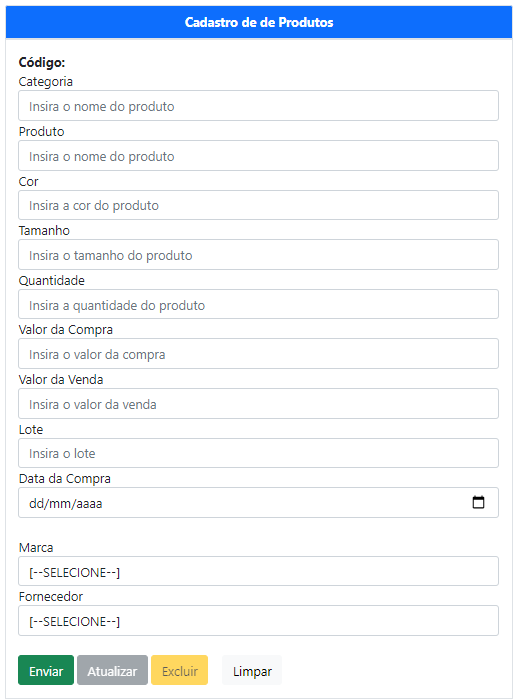 Cadastro de de Produtos
Código:
Categoria
Insira o nome do produto
Produto
Insira o nome do produto
Cor
Insira a cor do produto
Tamanho
Insira o tamanho do produto
Quantidade
Insira a quantidade do produto
Valor da Compra
Insira o valor da compra
Valor da Venda
Insira o valor da venda
Lote
Insira o lote
Data da Compra
dd/mm/aaaa
Marca
[--SELECIONE--]
Fornecedor
[--SELECIONE--]
Enviar Atualizar Excluir Limpar